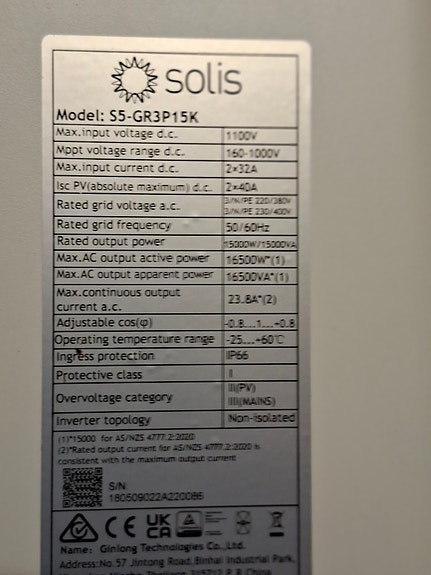 solis
Model: S5-GR3P15K
Max.input voltage d.c. 1100V
Mppt voltage range d.c. 160-1000V
Max.input current d.c. 2×32A
Isc PV(absolute maximum) d.c. 2×40A
Rated grid voltage a.c. 3/N/PE 220/380V
3/N/PE 230/400V
Rated grid frequency 50/60Hz
Rated output power 15000W/15000VA
Max.AC output active power 16500W*(1)
Max.AC output apparent power 16500VA*(1)
Max.continuous output
current a.c. 23.8A*(2)
Adjustable cos(φ) -0.8...1...+0.8
Operating temperature range -25...+60℃
Ingress protection IP66
Protective class I
Overvoltage category II(PV)
III(MAINS)
Inverter topology Non-isolated
(1)*15000 for AS/NZS 4777.2:2020
(2)*Rated output current for AS/NZS 4777.2:2020 is
consistent with the maximum output current
S/N:
180509022A220086
CE UK CA
Name: Ginlong Technologies Co.,Ltd.
Address:No.57 Jintong Road,Binhai Industrial Park,
315712 P.R.China